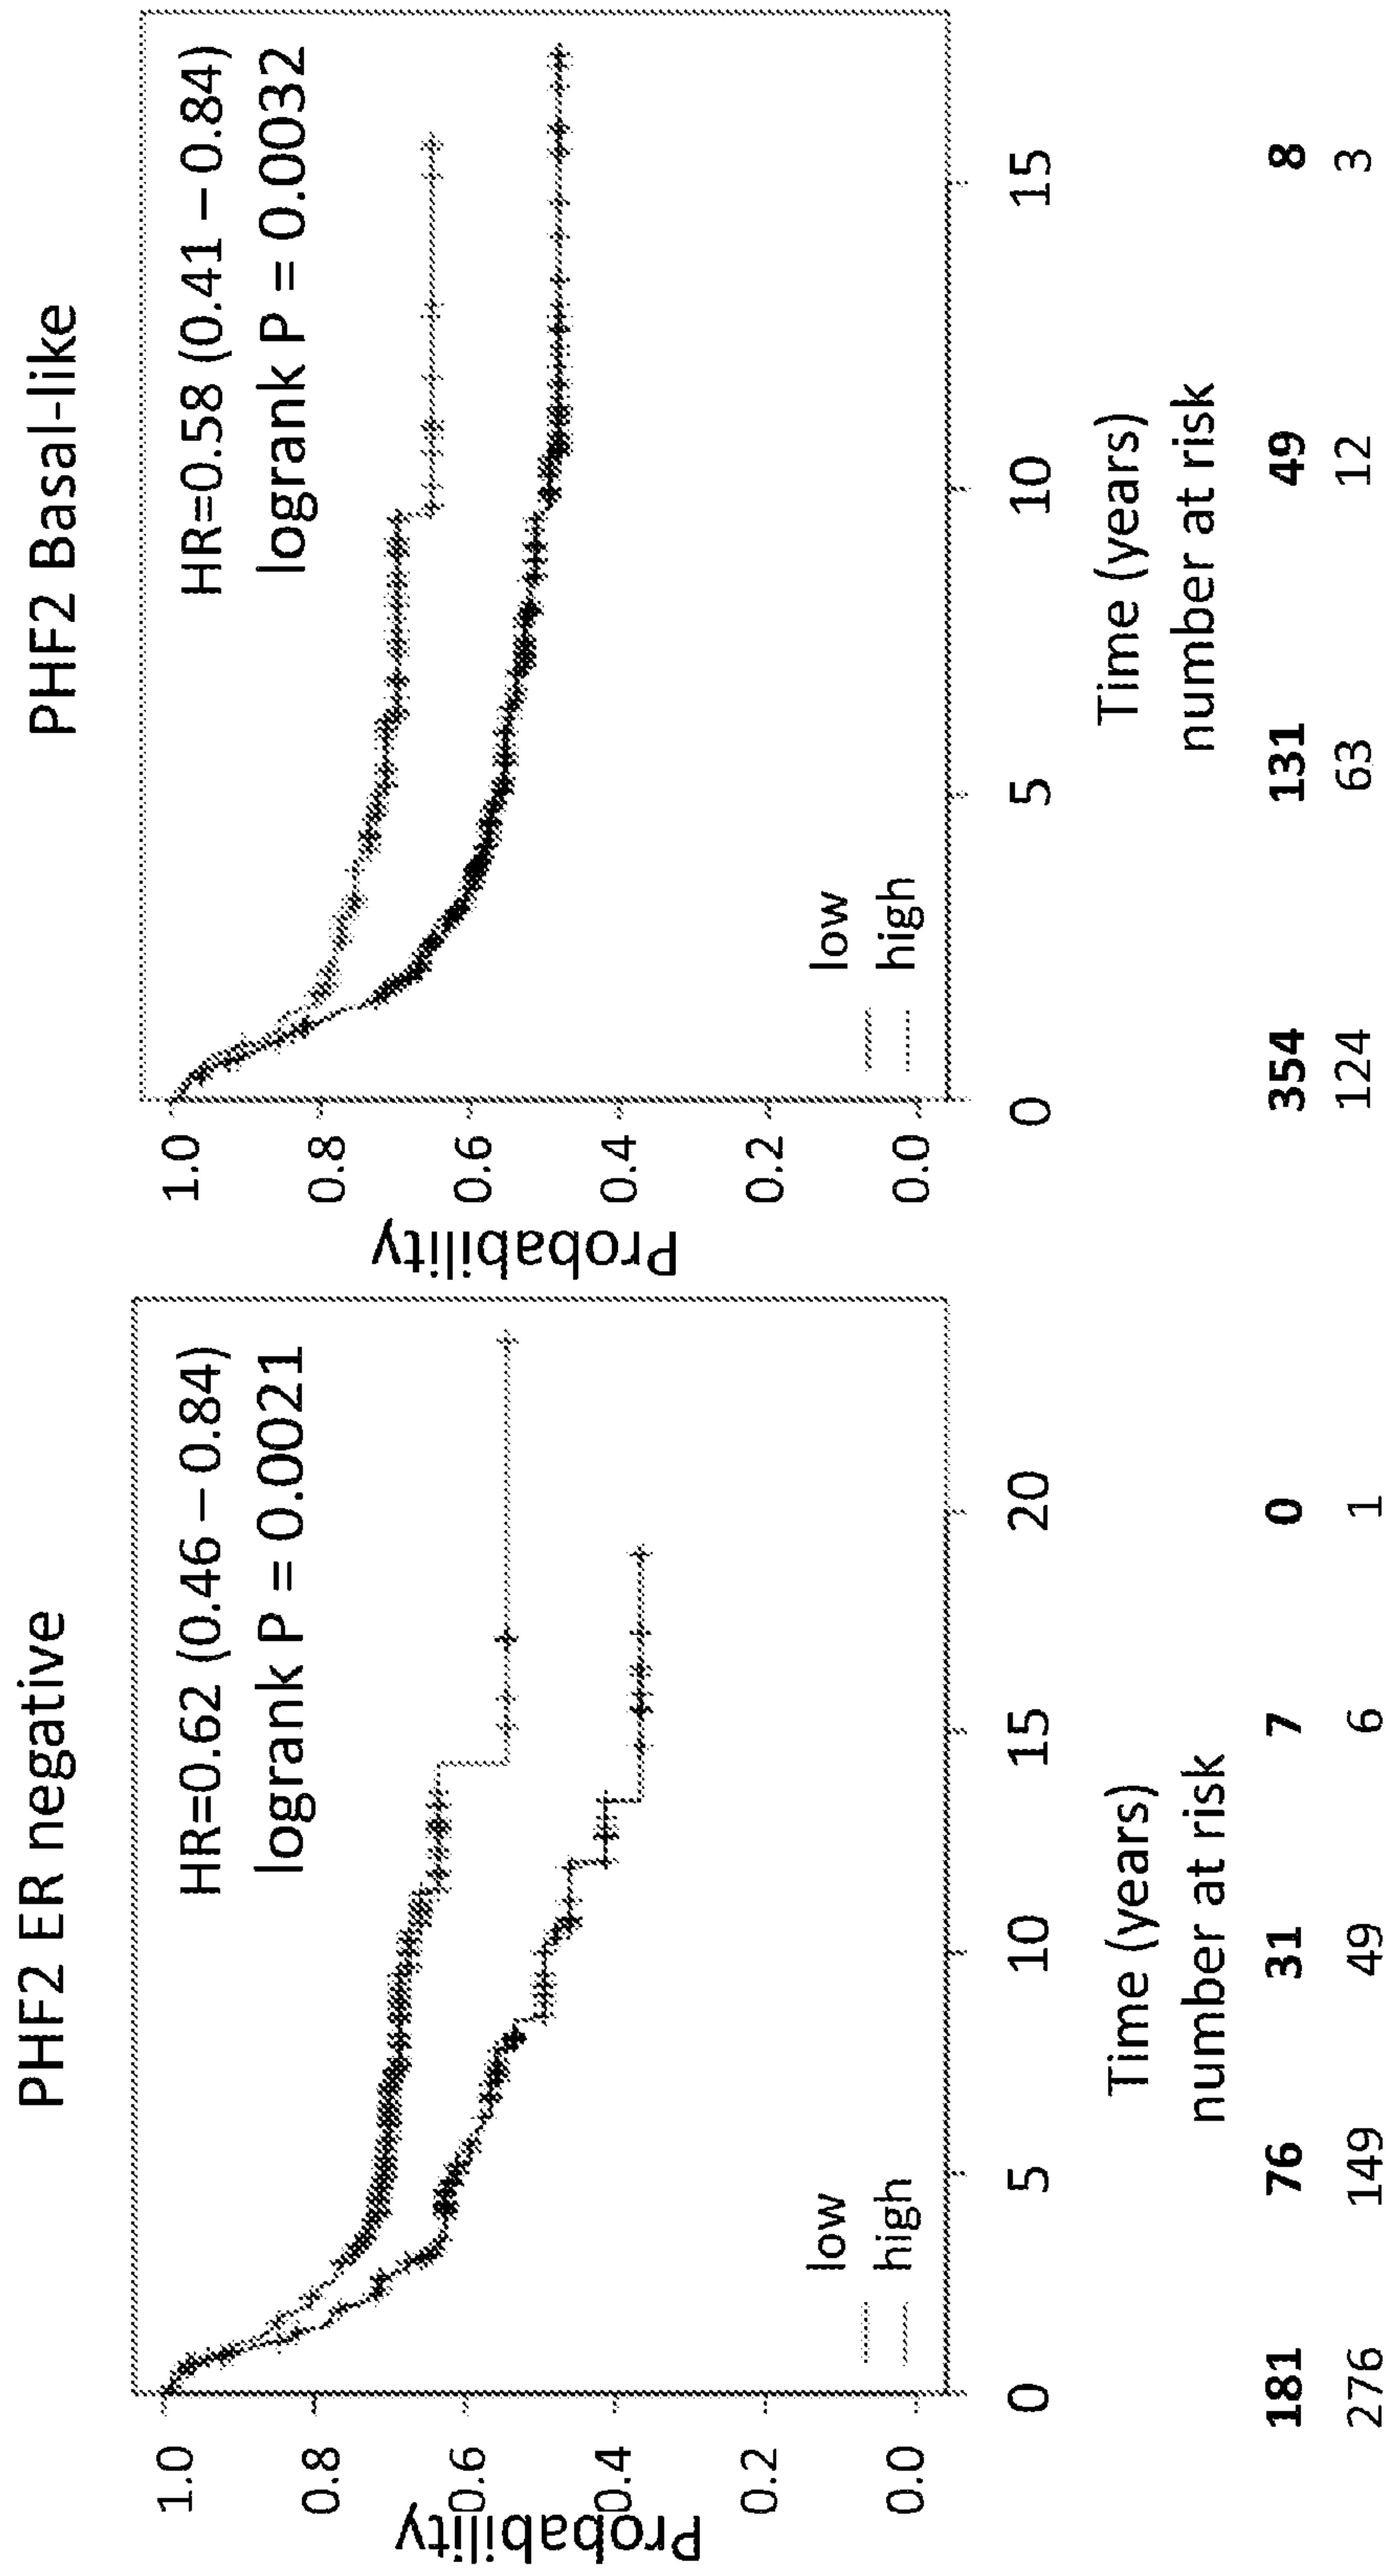 PHF2 ER negative
HR=0.62 (0.46 – 0.84)
logrank P = 0.0021
Probability
1.0
0.8
0.6
0.4
0.2
0.0
low
high
0 5 10 15 20
Time (years)
number at risk
181 76 31 7 0
276 149 49 6 1
PHF2 Basal-like
HR=0.58 (0.41 – 0.84)
logrank P = 0.0032
Probability
1.0
0.8
0.6
0.4
0.2
0.0
low
high
0 5 10 15
Time (years)
number at risk
354 131 49 8
124 63 12 3